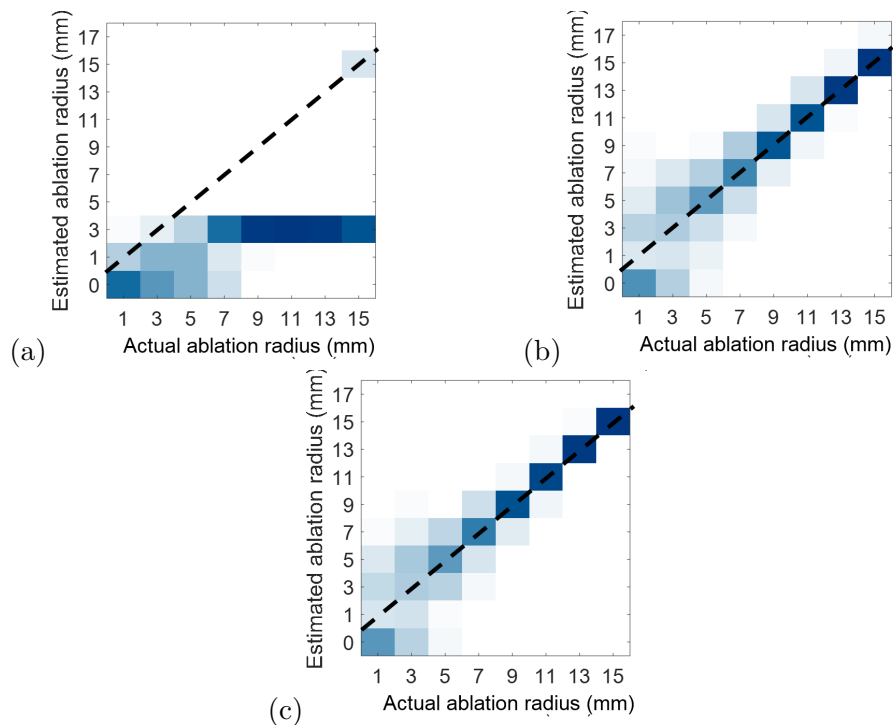 17
15
13
11
9
7
5
3
1
0
Estimated ablation radius (mm)
1 3 5 7 9 11 13 15
Actual ablation radius (mm)
(a)
17
15
13
11
9
7
5
3
1
0
Estimated ablation radius (mm)
1 3 5 7 9 11 13 15
Actual ablation radius (mm)
(b)
17
15
13
11
9
7
5
3
1
0
Estimated ablation radius (mm)
1 3 5 7 9 11 13 15
Actual ablation radius (mm)
(c)